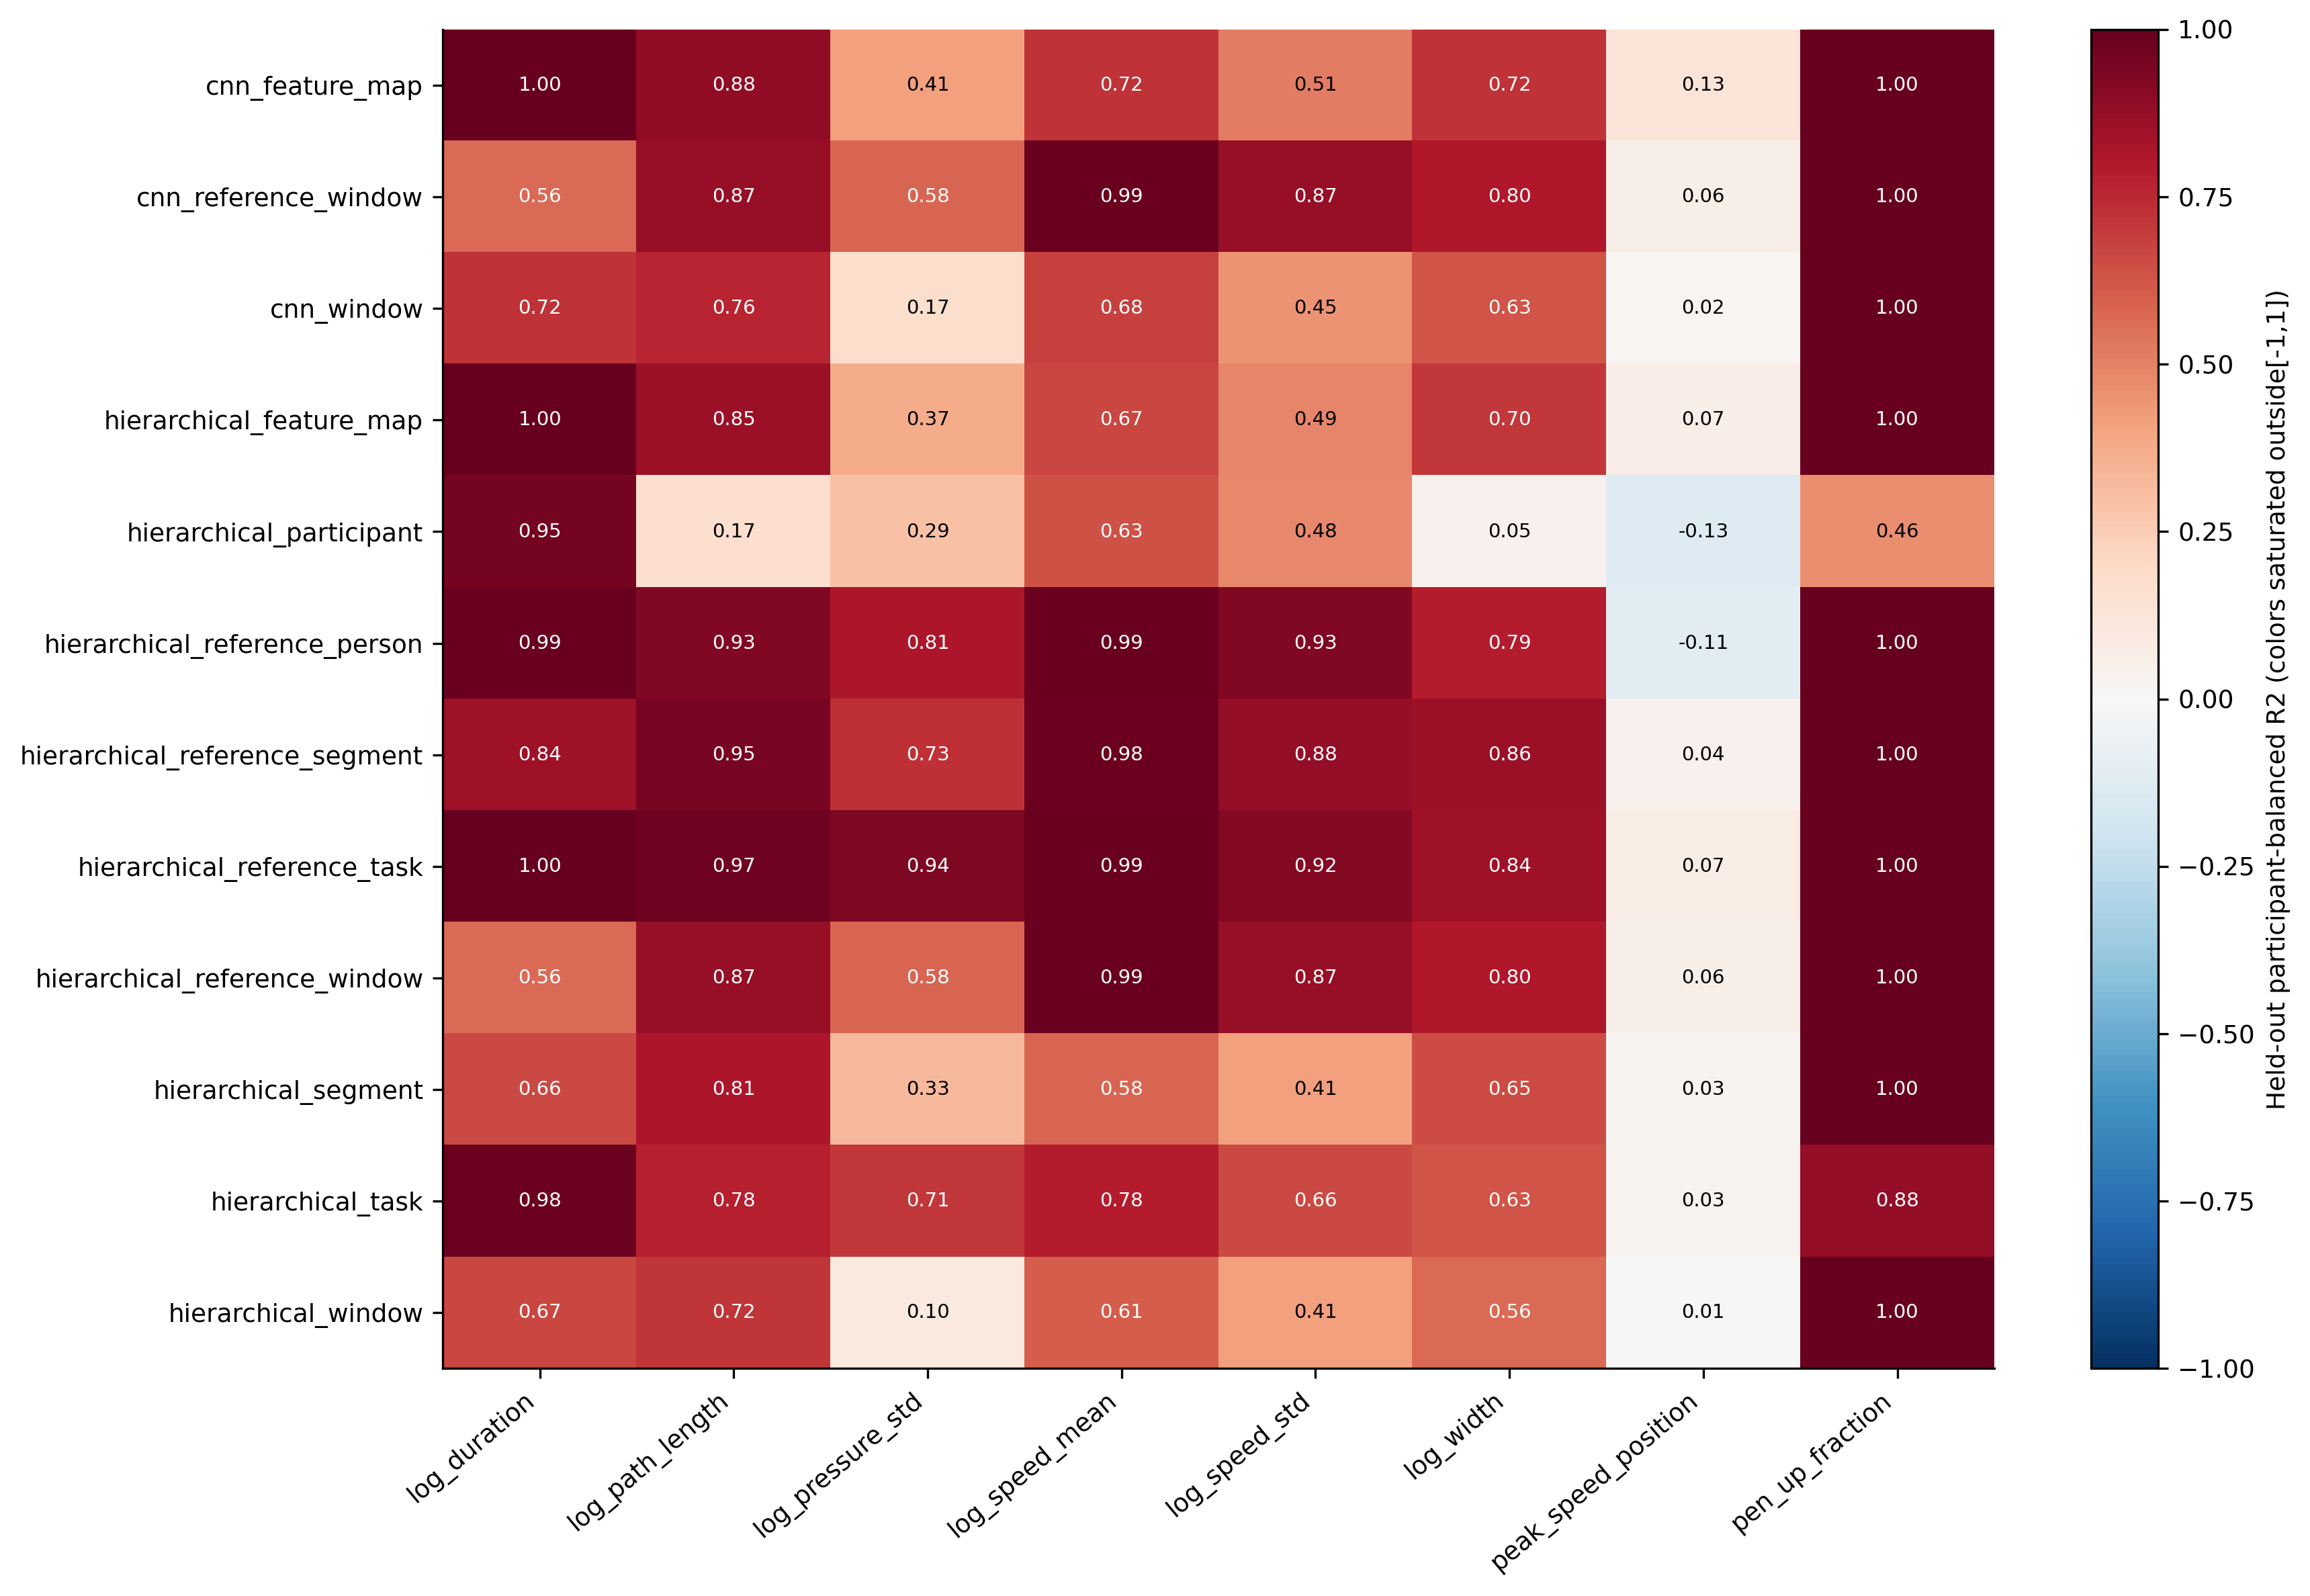 cnn_feature_map 1.00 0.88 0.41 0.72 0.51 0.72 0.13 1.00
cnn_reference_window 0.56 0.87 0.58 0.99 0.87 0.80 0.06 1.00
cnn_window 0.72 0.76 0.17 0.68 0.45 0.63 0.02 1.00
hierarchical_feature_map 1.00 0.85 0.37 0.67 0.49 0.70 0.07 1.00
hierarchical_participant 0.95 0.17 0.29 0.63 0.48 0.05 -0.13 0.46
hierarchical_reference_person 0.99 0.93 0.81 0.99 0.93 0.79 -0.11 1.00
hierarchical_reference_segment 0.84 0.95 0.73 0.98 0.88 0.86 0.04 1.00
hierarchical_reference_task 1.00 0.97 0.94 0.99 0.92 0.84 0.07 1.00
hierarchical_reference_window 0.56 0.87 0.58 0.99 0.87 0.80 0.06 1.00
hierarchical_segment 0.66 0.81 0.33 0.58 0.41 0.65 0.03 1.00
hierarchical_task 0.98 0.78 0.71 0.78 0.66 0.63 0.03 0.88
hierarchical_window 0.67 0.72 0.10 0.61 0.41 0.56 0.01 1.00
log_duration
log_path_length
log_pressure_std
log_speed_mean
log_speed_std
log_width
peak_speed_position
pen_up_fraction
1.00
0.75
0.50
0.25
0.00
−0.25
−0.50
−0.75
−1.00
Held-out participant-balanced R2 (colors saturated outside[-1,1])